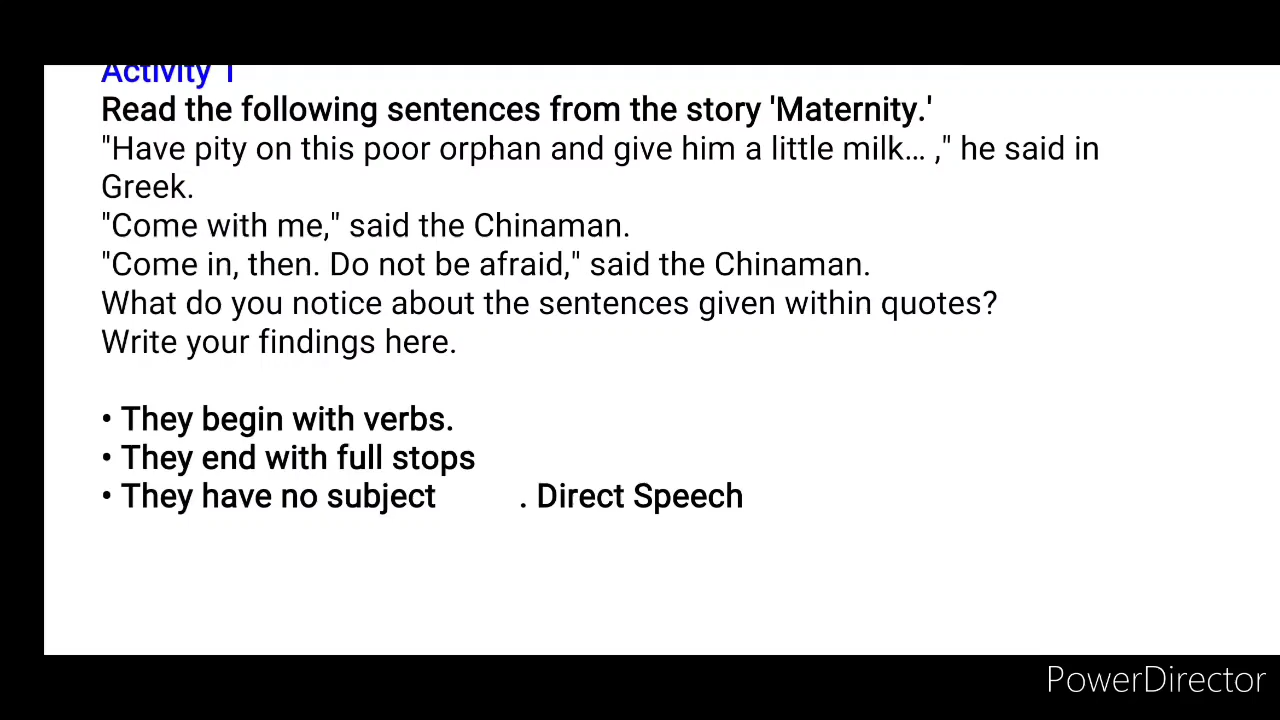 Activity 1
Read the following sentences from the story 'Maternity.'
"Have pity on this poor orphan and give him a little milk... ," he said in
Greek.
"Come with me," said the Chinaman.
"Come in, then. Do not be afraid," said the Chinaman.
What do you notice about the sentences given within quotes?
Write your findings here.
• They begin with verbs.
• They end with full stops
• They have no subject . Direct Speech
PowerDirector